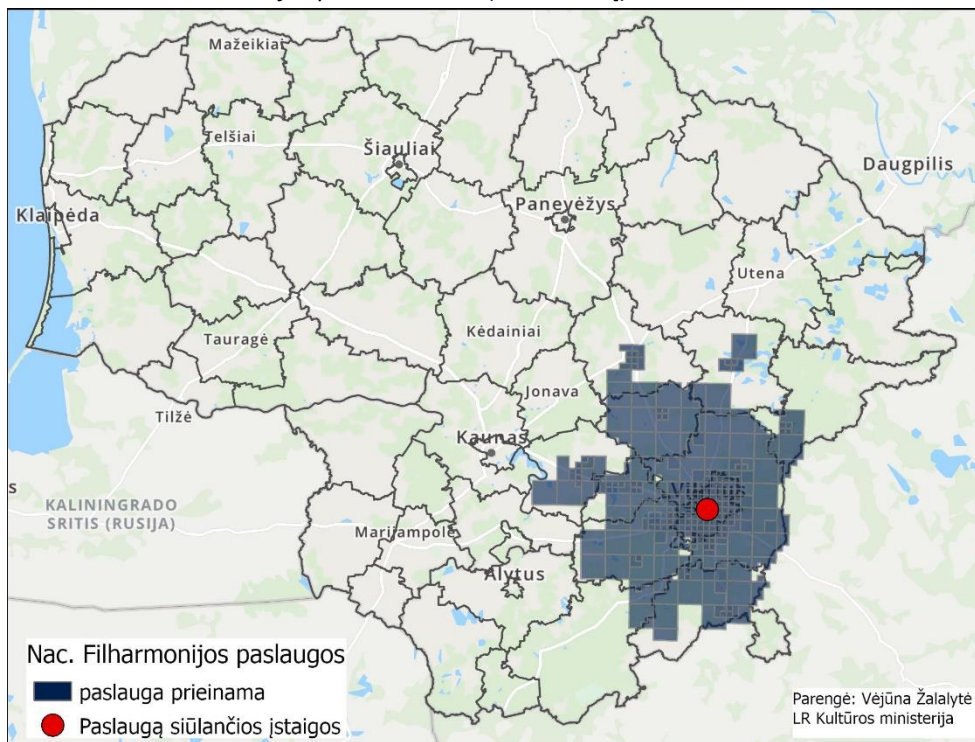 Mažeikiai
Telšiai
Šiauliai
Daugpilis
Klaipėda
Panevėžys
Utena
Tauragė
Kėdainiai
Jonava
Tilžė
Kaunas
s
KALININGRADO
SRITIS (RUSIJA)
Marijampolė
Alytus
Nac. Filharmonijos paslaugos
paslauga prieinama
Paslaugą siūlančios įstaigos
Parengė: Vėjūna Žalalytė
LR Kultūros ministerija